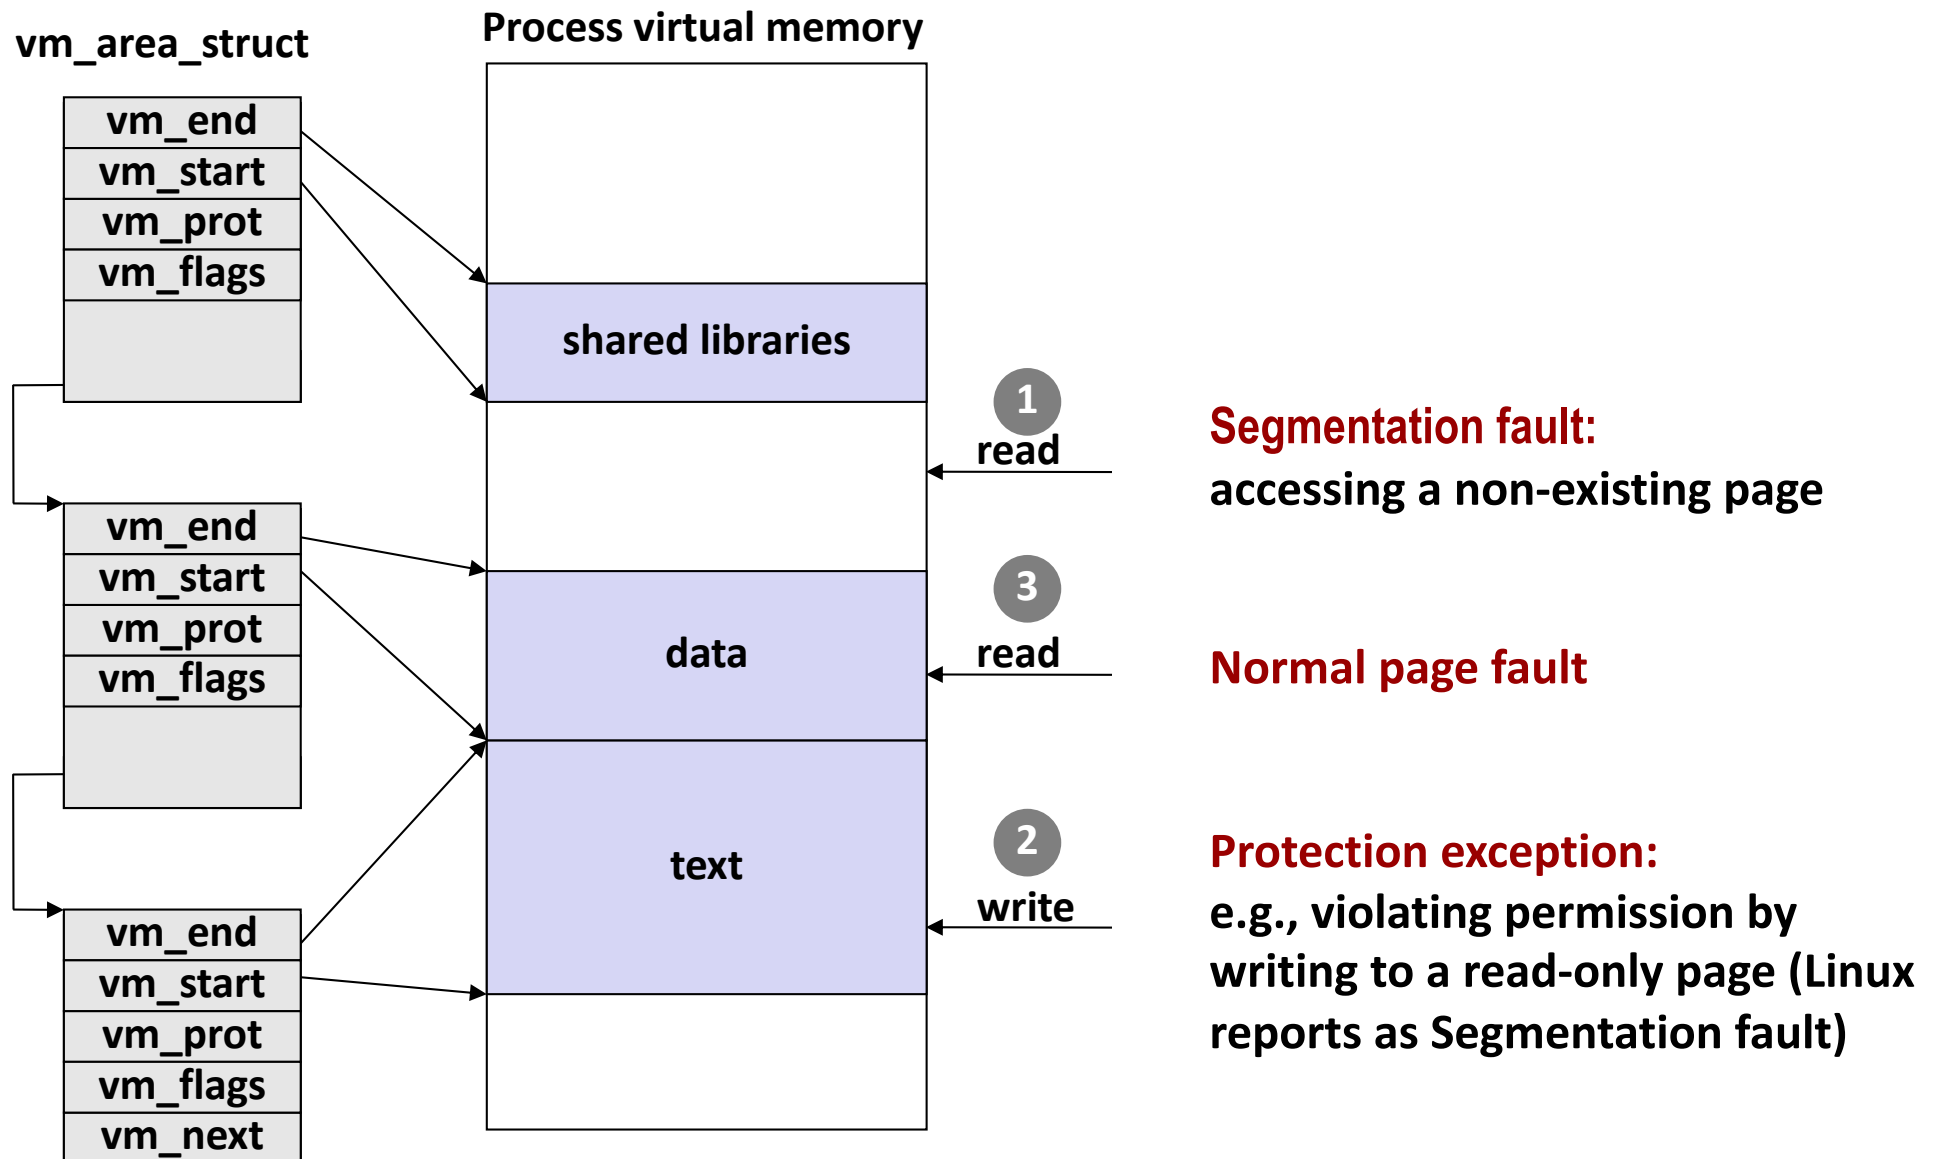 vm_area_struct
Process virtual memory
vm_end
vm_start
vm_prot
vm_flags
vm_end
vm_start
vm_prot
vm_flags
vm_end
vm_start
vm_prot
vm_flags
vm_next
shared libraries
data
text
1
read
3
read
2
write
Segmentation fault:
accessing a non-existing page
Normal page fault
Protection exception:
e.g., violating permission by
writing to a read-only page (Linux
reports as Segmentation fault)